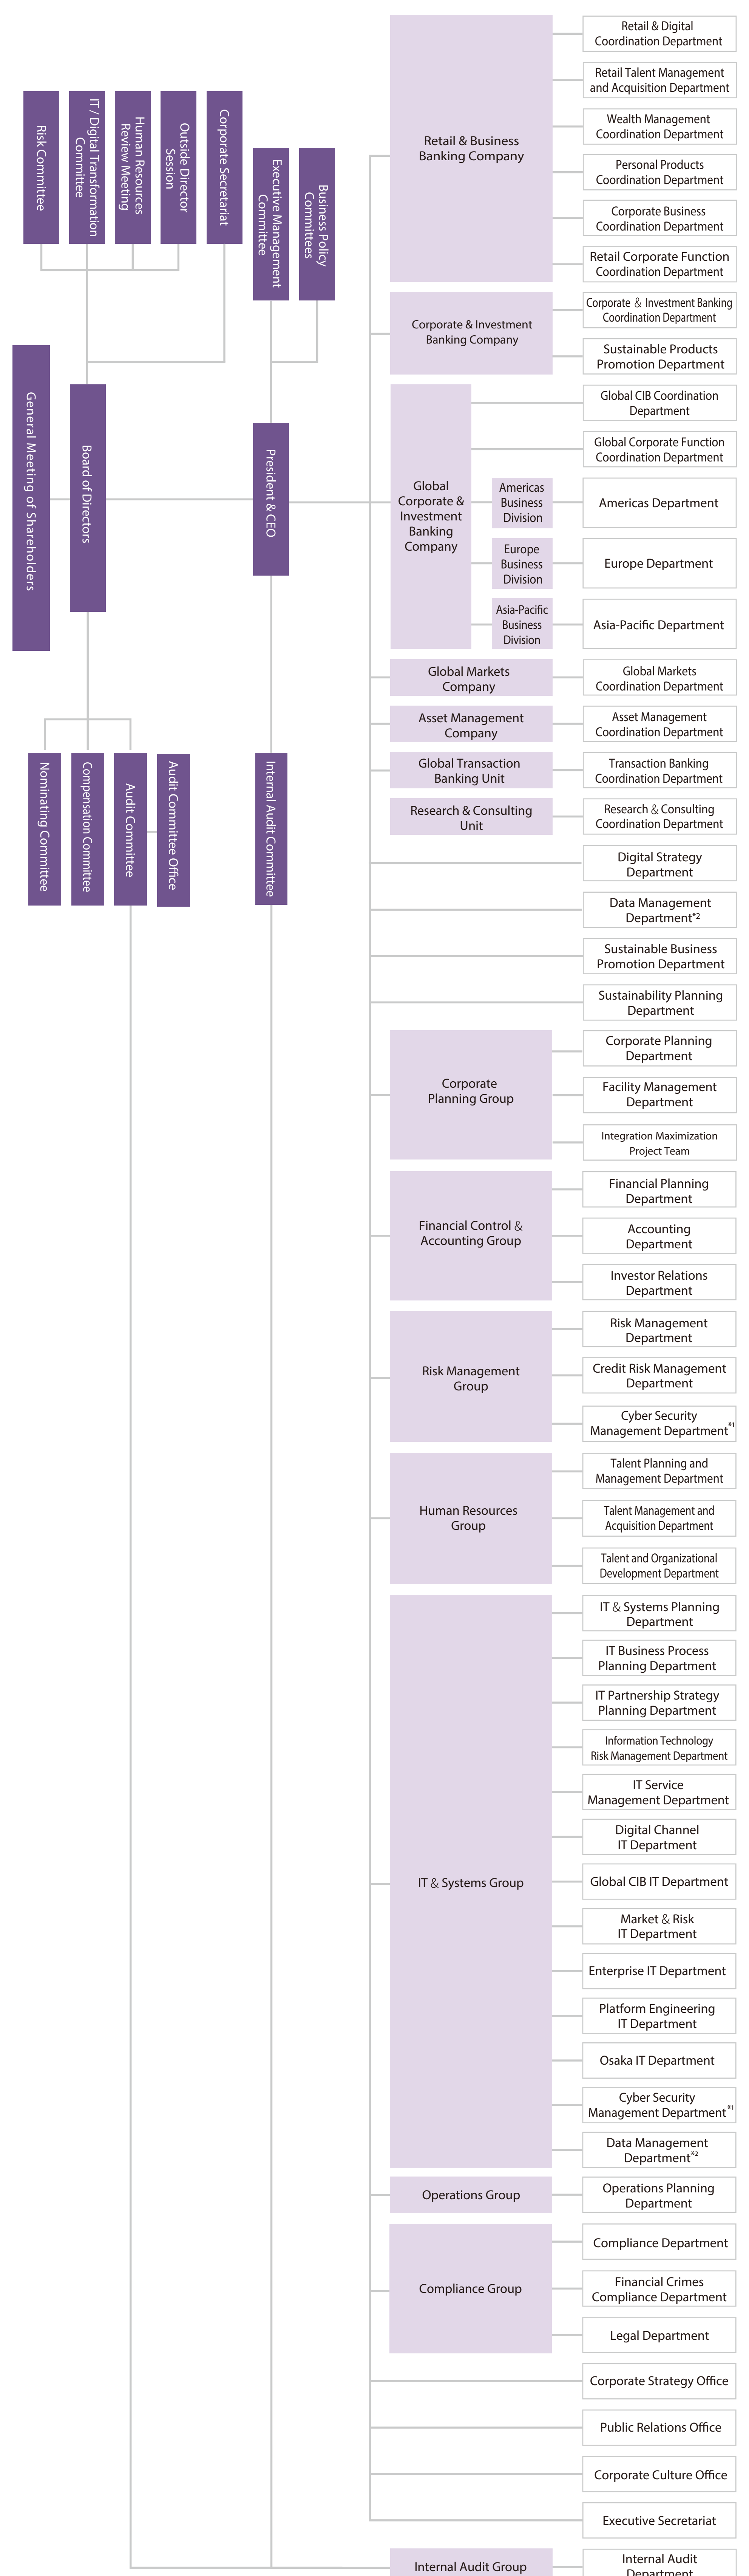 Risk Committee
IT / Digital Transformation
Committee
Human Resources
Review Meeting
Outside Director
Session
Corporate Secretariat
Executive Management
Committee
Business Policy
Committees
General Meeting of Shareholders
Board of Directors
President & CEO
Nominating Committee
Compensation Committee
Audit Committee
Audit Committee Office
Internal Audit Committee
Retail & Business
Banking Company
Retail & Digital
Coordination Department
Retail Talent Management
and Acquisition Department
Wealth Management
Coordination Department
Personal Products
Coordination Department
Corporate Business
Coordination Department
Retail Corporate Function
Coordination Department
Corporate & Investment
Banking Company
Corporate & Investment Banking
Coordination Department
Sustainable Products
Promotion Department
Global
Corporate &
Investment
Banking
Company
Global CIB Coordination
Department
Global Corporate Function
Coordination Department
Americas
Business
Division
Americas Department
Europe
Business
Division
Europe Department
Asia-Pacific
Business
Division
Asia-Pacific Department
Global Markets
Company
Global Markets
Coordination Department
Asset Management
Company
Asset Management
Coordination Department
Global Transaction
Banking Unit
Transaction Banking
Coordination Department
Research & Consulting
Unit
Research & Consulting
Coordination Department
Digital Strategy
Department
Data Management
Department*2
Sustainable Business
Promotion Department
Sustainability Planning
Department
Corporate
Planning Group
Corporate Planning
Department
Facility Management
Department
Integration Maximization
Project Team
Financial Control &
Accounting Group
Financial Planning
Department
Accounting
Department
Investor Relations
Department
Risk Management
Group
Risk Management
Department
Credit Risk Management
Department
Cyber Security
Management Department*1
Human Resources
Group
Talent Planning and
Management Department
Talent Management and
Acquisition Department
Talent and Organizational
Development Department
IT & Systems Group
IT & Systems Planning
Department
IT Business Process
Planning Department
IT Partnership Strategy
Planning Department
Information Technology
Risk Management Department
IT Service
Management Department
Digital Channel
IT Department
Global CIB IT Department
Market & Risk
IT Department
Enterprise IT Department
Platform Engineering
IT Department
Osaka IT Department
Cyber Security
Management Department*1
Data Management
Department*2
Operations Group
Operations Planning
Department
Compliance Group
Compliance Department
Financial Crimes
Compliance Department
Legal Department
Corporate Strategy Office
Public Relations Office
Corporate Culture Office
Executive Secretariat
Internal Audit Group
Internal Audit
Department